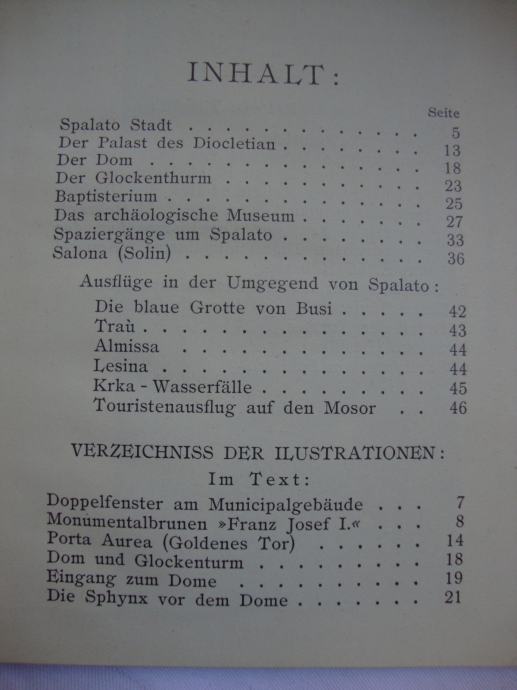 INHALT:
Seite
Spalato Stadt . . . . . . . . . . . . . 5
Der Palast des Diocletian . . . . . . . . 13
Der Dom . . . . . . . . . . . . . . . 18
Der Glockenthurm . . . . . . . . . . . 23
Baptisterium . . . . . . . . . . . . . . 25
Das archäologische Museum . . . . . . . 27
Spaziergänge um Spalato . . . . . . . . 33
Salona (Solin) . . . . . . . . . . . . . 36
Ausflüge in der Umgegend von Spalato:
Die blaue Grotte von Busi . . . . . 42
Traù . . . . . . . . . . . . . . 43
Almissa . . . . . . . . . . . . 44
Lesina . . . . . . . . . . . . . 44
Krka - Wasserfälle . . . . . . . . . 45
Touristenausflug auf den Mosor . . 46
VERZEICHNISS DER ILUSTRATIONEN:
Im Text:
Doppelfenster am Municipalgebäude . . . 7
Monumentalbrunen »Franz Josef I.« . . . 8
Porta Aurea (Goldenes Tor) . . . . . . 14
Dom und Glockenturm . . . . . . . . . 18
Eingang zum Dome . . . . . . . . . . 19
Die Sphynx vor dem Dome . . . . . . . 21